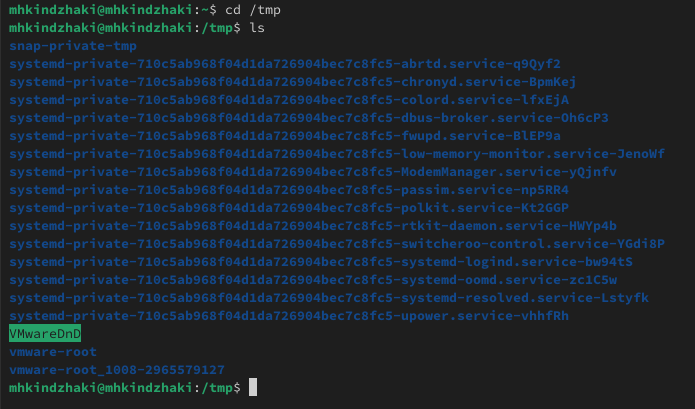 mhkindzhaki@mhkindzhaki:~$ cd /tmp
mhkindzhaki@mhkindzhaki:/tmp$ ls
snap-private-tmp
systemd-private-710c5ab968f04d1da726904bec7c8fc5-abrtd.service-q9Qyf2
systemd-private-710c5ab968f04d1da726904bec7c8fc5-chronyd.service-BpmKej
systemd-private-710c5ab968f04d1da726904bec7c8fc5-colord.service-lfxEjA
systemd-private-710c5ab968f04d1da726904bec7c8fc5-dbus-broker.service-Oh6cP3
systemd-private-710c5ab968f04d1da726904bec7c8fc5-fwupd.service-BlEP9a
systemd-private-710c5ab968f04d1da726904bec7c8fc5-low-memory-monitor.service-JenoWf
systemd-private-710c5ab968f04d1da726904bec7c8fc5-ModemManager.service-yQjnfv
systemd-private-710c5ab968f04d1da726904bec7c8fc5-passim.service-np5RR4
systemd-private-710c5ab968f04d1da726904bec7c8fc5-polkit.service-Kt2GGP
systemd-private-710c5ab968f04d1da726904bec7c8fc5-rtkit-daemon.service-HWYp4b
systemd-private-710c5ab968f04d1da726904bec7c8fc5-switcheroo-control.service-YGdi8P
systemd-private-710c5ab968f04d1da726904bec7c8fc5-systemd-logind.service-bw94tS
systemd-private-710c5ab968f04d1da726904bec7c8fc5-systemd-oomd.service-zc1C5w
systemd-private-710c5ab968f04d1da726904bec7c8fc5-systemd-resolved.service-Lstyfk
systemd-private-710c5ab968f04d1da726904bec7c8fc5-upower.service-vhhfRh
VMwareDnD
vmware-root
vmware-root_1008-2965579127
mhkindzhaki@mhkindzhaki:/tmp$